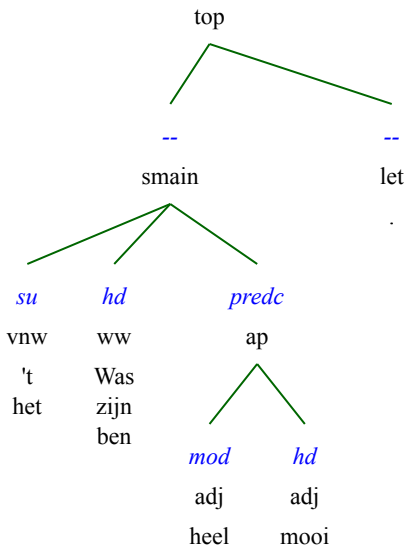 top
-- --
smain let
.
su hd predc
vnw ww ap
't Was
het zijn
ben
mod hd
adj adj
heel mooi